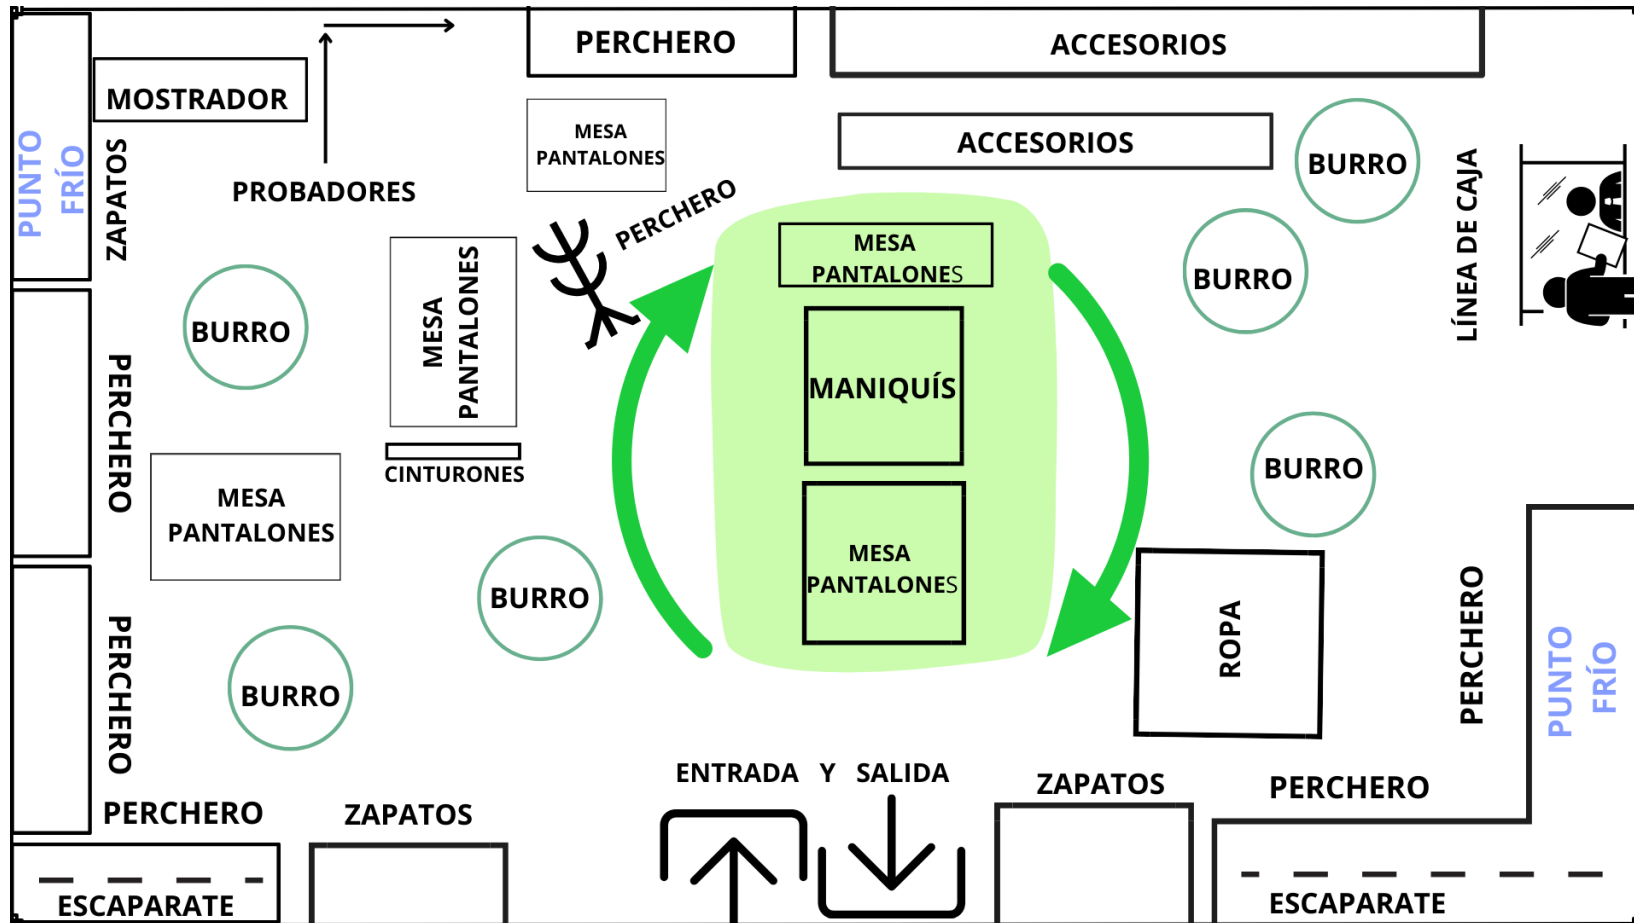 PERCHERO
ACCESORIOS
MOSTRADOR
MESA
PANTALONES
ACCESORIOS
BURRO
PUNTO
FRÍO
ZAPATOS
PROBADORES
PERCHERO
LÍNEA DE CAJA
MESA
PANTALONES
BURRO
BURRO
MESA
PANTALONES
MANIQUÍS
PERCHERO
CINTURONES
BURRO
MESA
PANTALONES
MESA
PANTALONES
BURRO
ROPA
PERCHERO
PUNTO
FRÍO
PERCHERO
BURRO
ENTRADA Y SALIDA
ZAPATOS
PERCHERO
PERCHERO
ZAPATOS
ESCAPARATE
ESCAPARATE